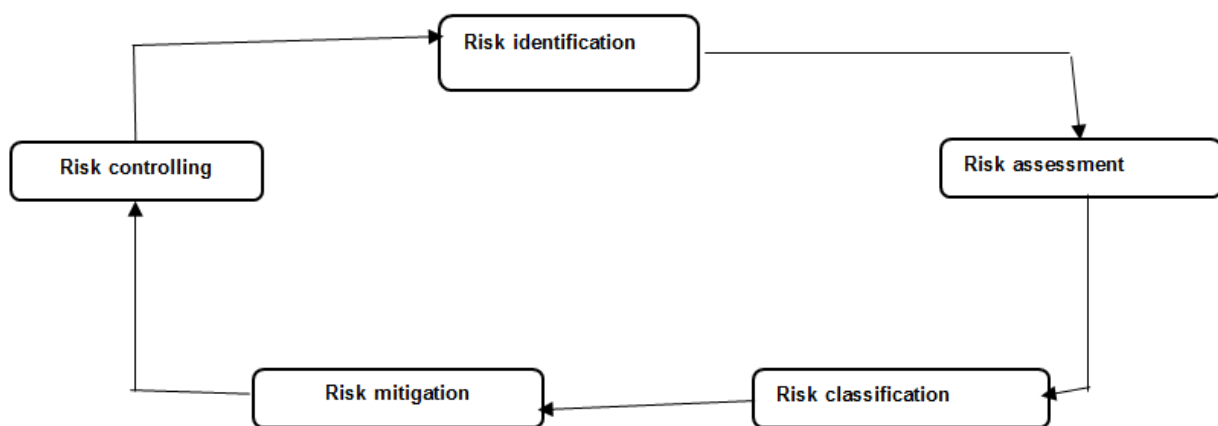 Risk identification
Risk assessment
Risk controlling
Risk mitigation
Risk classification